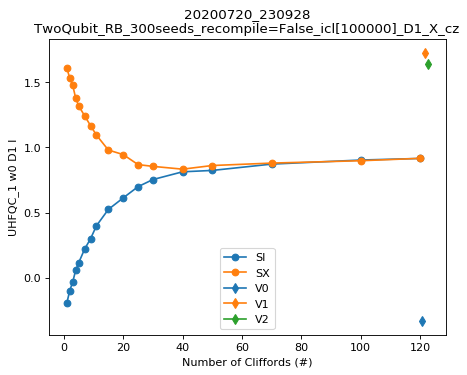 20200720_230928
TwoQubit_RB_300seeds_recompile=False_icl[100000]_D1_X_cz
UHFQC_1 w0 D1 I
1.5
1.0
0.5
0.0
SI
SX
V0
V1
V2
0 20 40 60 80 100 120
Number of Cliffords (#)